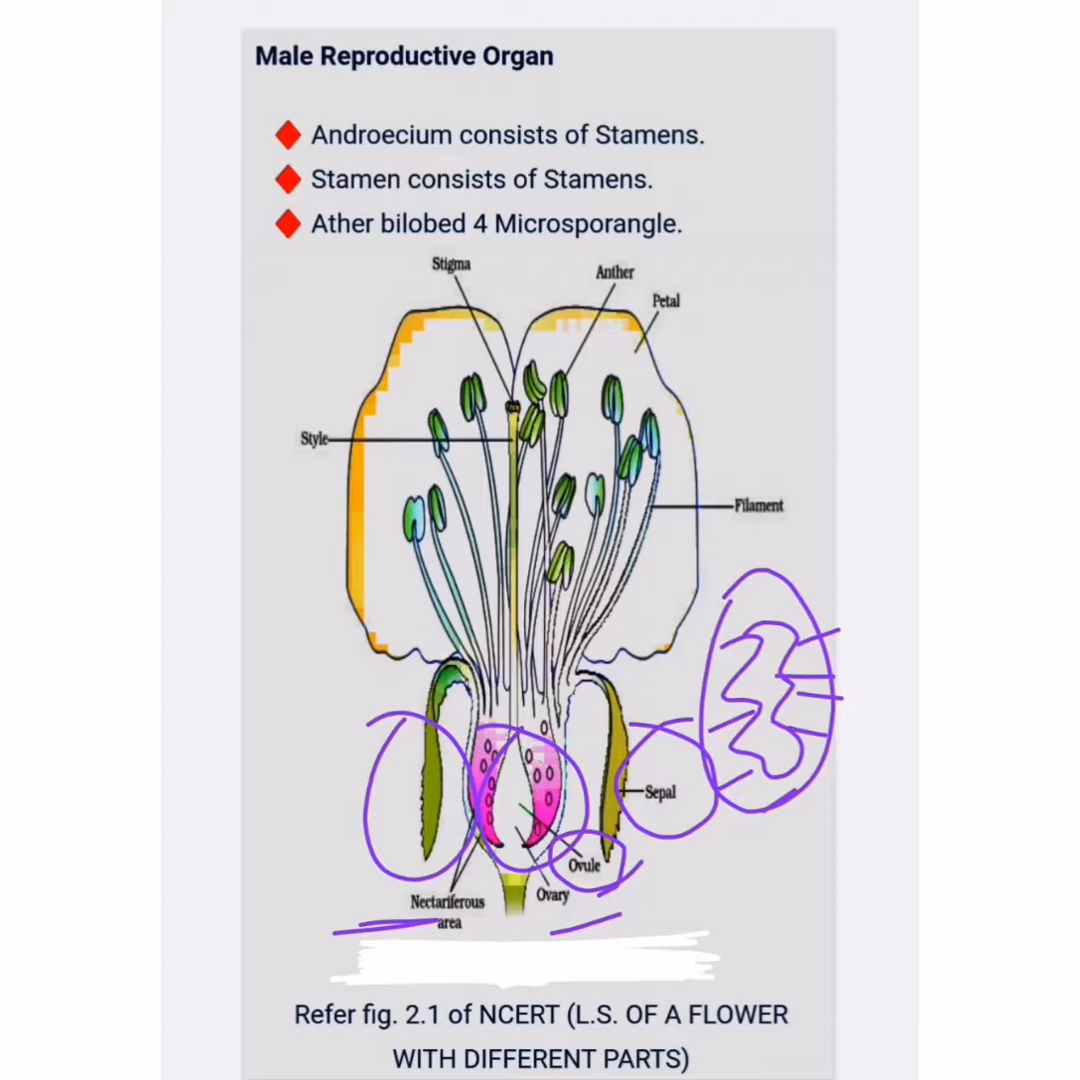 Male Reproductive Organ
Androecium consists of Stamens.
Stamen consists of Stamens.
Ather bilobed 4 Microsporangle.
Stigma
Anther
Petal
Style
Filament
Sepal
Ovule
Ovary
Nectariferous
area
Refer fig. 2.1 of NCERT (L.S. OF A FLOWER
WITH DIFFERENT PARTS)